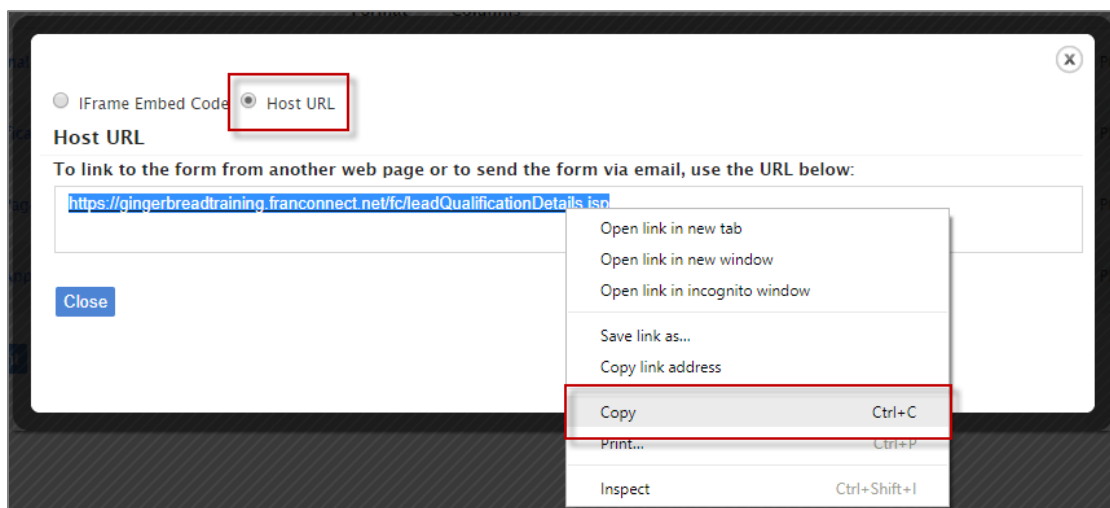 IFrame Embed Code Host URL
Host URL
To link to the form from another web page or to send the form via email, use the URL below:
https://gingerbreadtraining.franconnect.net/fc/leadQualificationDetails.jsp
Open link in new tab
Open link in new window
Open link in incognito window
Close
Save link as...
Copy link address
Copy Ctrl+C
Print... Ctrl+P
Inspect Ctrl+Shift+I